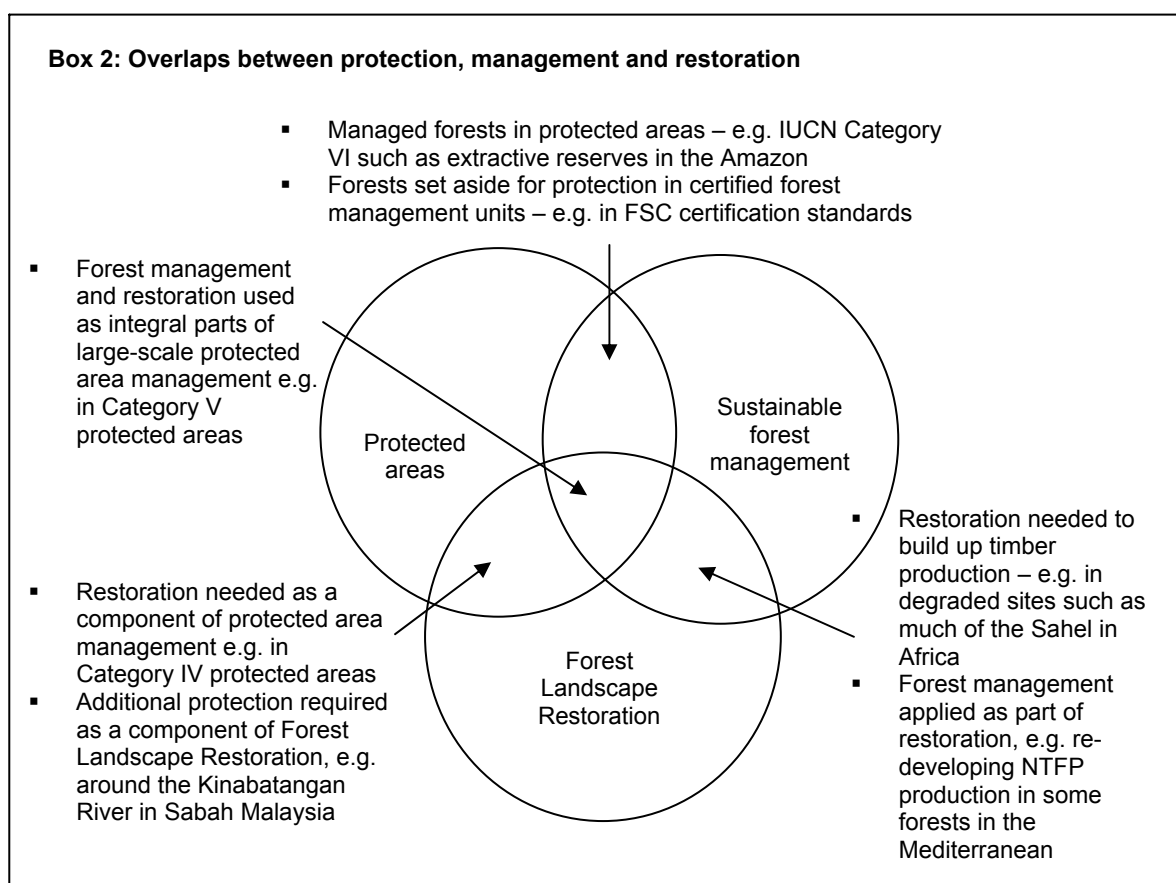 Box 2: Overlaps between protection, management and restoration
▪ Managed forests in protected areas – e.g. IUCN Category
VI such as extractive reserves in the Amazon
▪ Forests set aside for protection in certified forest
management units – e.g. in FSC certification standards
▪ Forest management
and restoration used
as integral parts of
large-scale protected
area management e.g.
in Category V
protected areas
Protected
areas
Sustainable
forest
management
▪ Restoration needed as a
component of protected area
management e.g. in
Category IV protected areas
▪ Additional protection required
as a component of Forest
Landscape Restoration, e.g.
around the Kinabatangan
River in Sabah Malaysia
Forest
Landscape
Restoration
▪ Restoration needed to
build up timber
production – e.g. in
degraded sites such as
much of the Sahel in
Africa
▪ Forest management
applied as part of
restoration, e.g. re-
developing NTFP
production in some
forests in the
Mediterranean